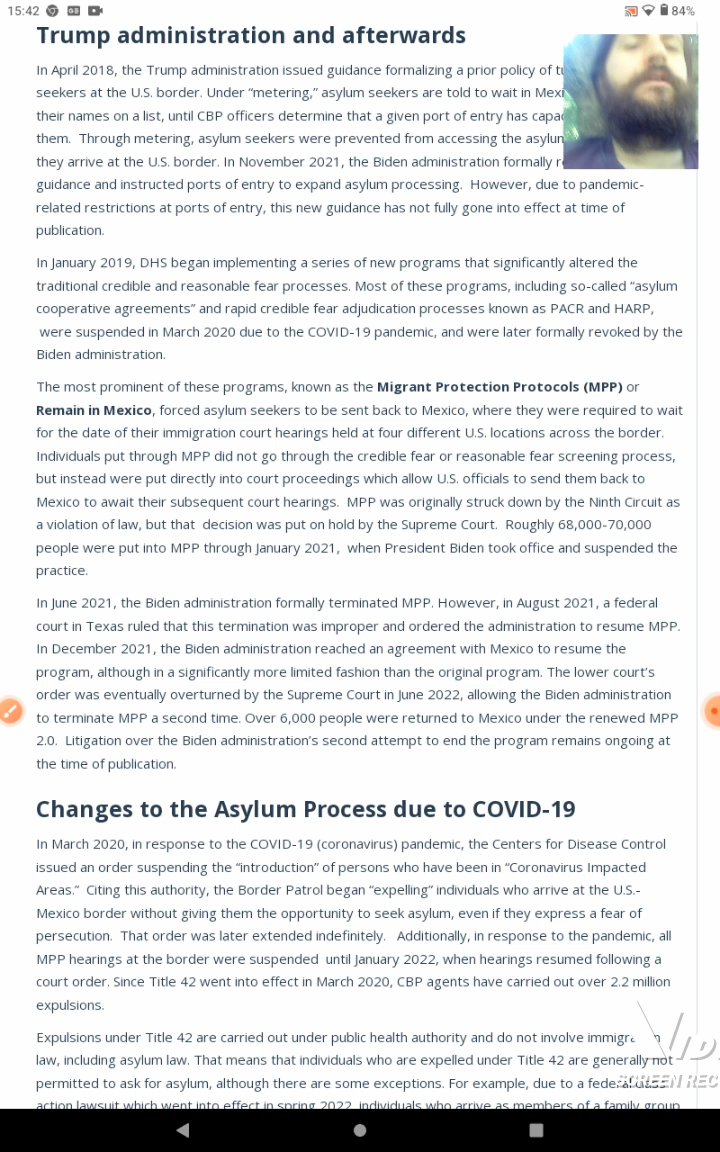 15:42
84%
Trump administration and afterwards
In April 2018, the Trump administration issued guidance formalizing a prior policy of
seekers at the U.S. border. Under “metering,” asylum seekers are told to wait in
their names on a list, until CBP officers determine that a given port of entry has
them.  Through metering, asylum seekers were prevented from accessing the
they arrive at the U.S. border. In November 2021, the Biden administration formally
guidance and instructed ports of entry to expand asylum processing.  However, due to pandemic-
related restrictions at ports of entry, this new guidance has not fully gone into effect at time of
publication.
In January 2019, DHS began implementing a series of new programs that significantly altered the
traditional credible and reasonable fear processes. Most of these programs, including so-called “asylum
cooperative agreements” and rapid credible fear adjudication processes known as PACR and HARP,
were suspended in March 2020 due to the COVID-19 pandemic, and were later formally revoked by the
Biden administration.
The most prominent of these programs, known as the Migrant Protection Protocols (MPP) or
Remain in Mexico, forced asylum seekers to be sent back to Mexico, where they were required to wait
for the date of their immigration court hearings held at four different U.S. locations across the border.
Individuals put through MPP did not go through the credible fear or reasonable fear screening process,
but instead were put directly into court proceedings which allow U.S. officials to send them back to
Mexico to await their subsequent court hearings.  MPP was originally struck down by the Ninth Circuit as
a violation of law, but that  decision was put on hold by the Supreme Court.  Roughly 68,000-70,000
people were put into MPP through January 2021,  when President Biden took office and suspended the
practice.
In June 2021, the Biden administration formally terminated MPP. However, in August 2021, a federal
court in Texas ruled that this termination was improper and ordered the administration to resume MPP.
In December 2021, the Biden administration reached an agreement with Mexico to resume the
program, although in a significantly more limited fashion than the original program. The lower court’s
order was eventually overturned by the Supreme Court in June 2022, allowing the Biden administration
to terminate MPP a second time. Over 6,000 people were returned to Mexico under the renewed MPP
2.0.  Litigation over the Biden administration’s second attempt to end the program remains ongoing at
the time of publication.
Changes to the Asylum Process due to COVID-19
In March 2020, in response to the COVID-19 (coronavirus) pandemic, the Centers for Disease Control
issued an order suspending the “introduction” of persons who have been in “Coronavirus Impacted
Areas.”  Citing this authority, the Border Patrol began “expelling” individuals who arrive at the U.S.-
Mexico border without giving them the opportunity to seek asylum, even if they express a fear of
persecution.  That order was later extended indefinitely.   Additionally, in response to the pandemic, all
MPP hearings at the border were suspended  until January 2022, when hearings resumed following a
court order. Since Title 42 went into effect in March 2020, CBP agents have carried out over 2.2 million
expulsions.
Expulsions under Title 42 are carried out under public health authority and do not involve
law, including asylum law. That means that individuals who are expelled under Title 42 are generally not
permitted to ask for asylum, although there are some exceptions. For example, due to a federal
action lawsuit which went into effect in spring 2022, individuals who arrive as members of a family group
SCREEN REC